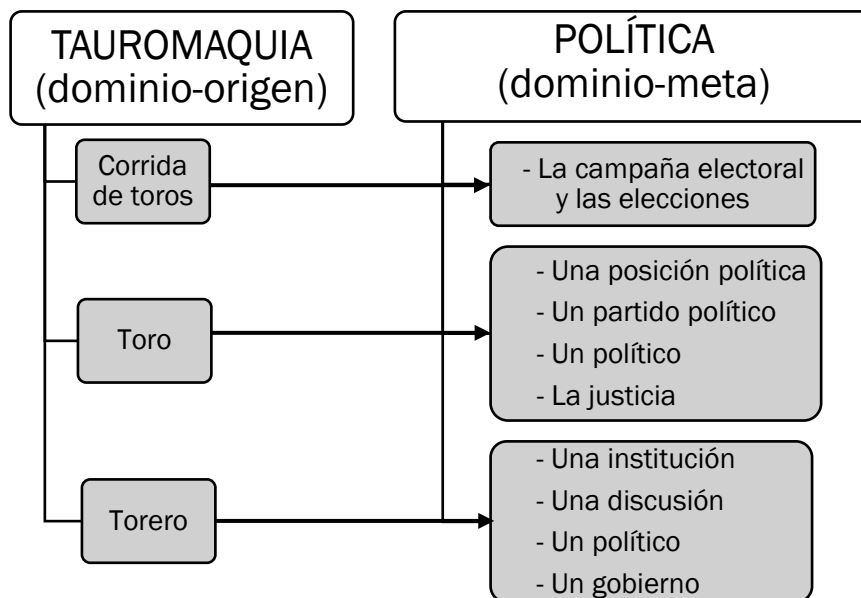 TAUROMAQUIA
(dominio-origen)
POLÍTICA
(dominio-meta)
Corrida
de toros
- La campaña electoral
y las elecciones
Toro
- Una posición política
- Un partido político
- Un político
- La justicia
Torero
- Una institución
- Una discusión
- Un político
- Un gobierno